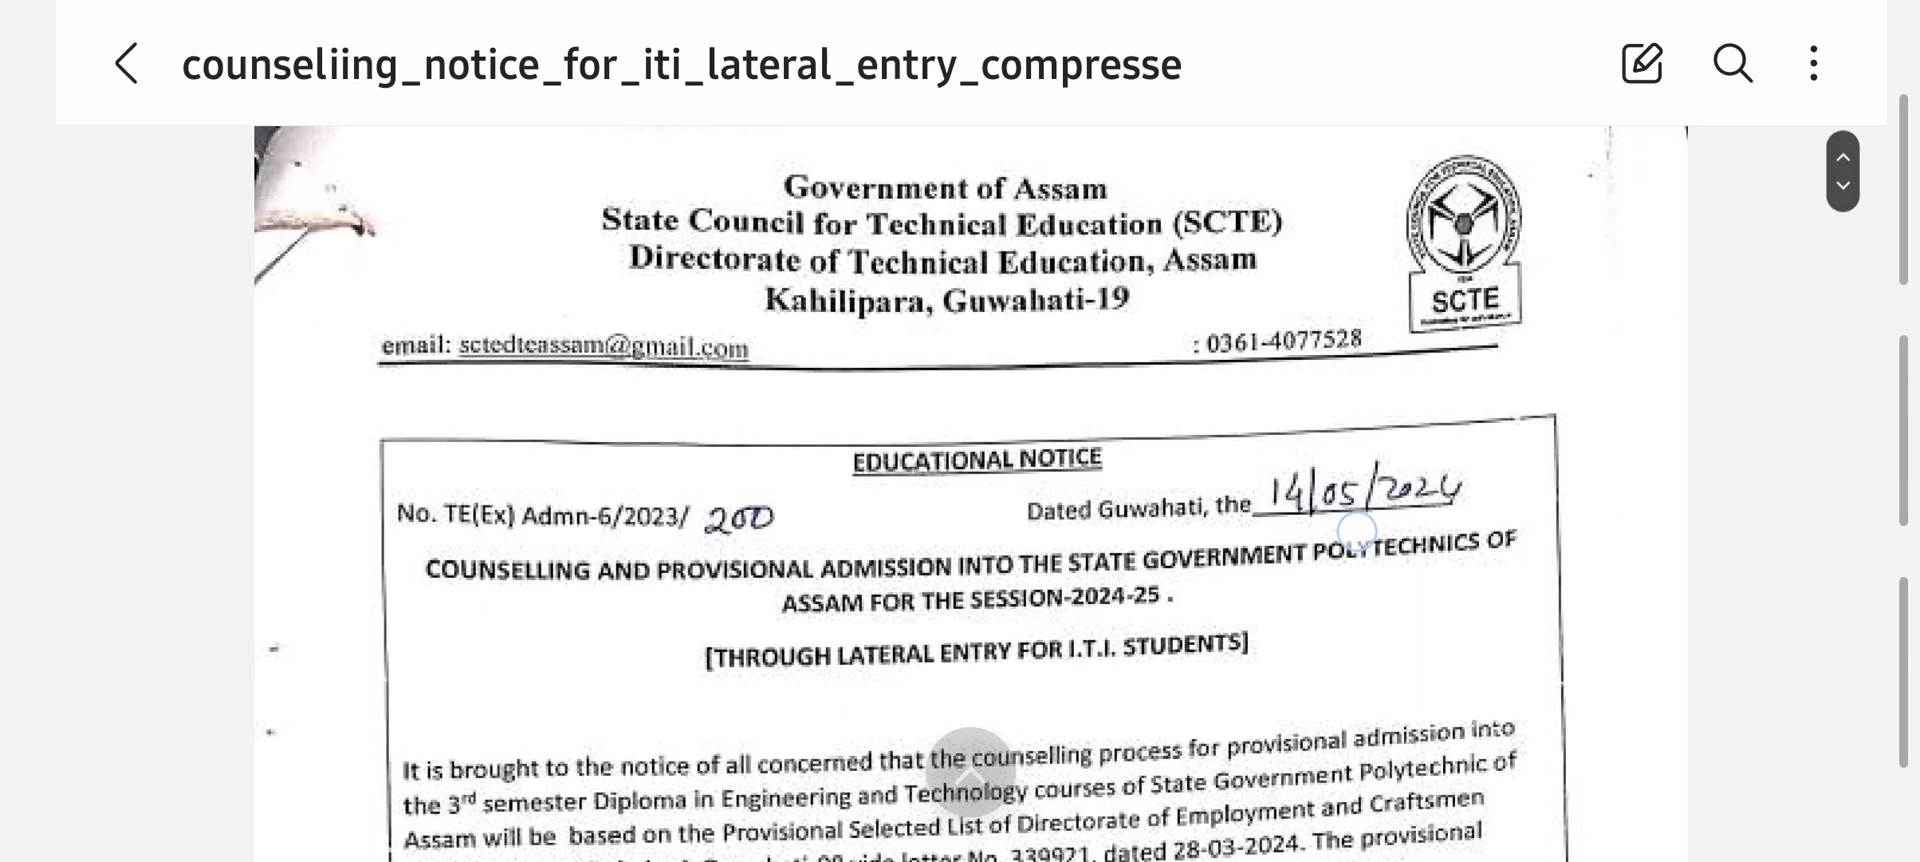 counseliing_notice_for_iti_lateral_entry_compresse
Government of Assam
State Council for Technical Education (SCTE)
Directorate of Technical Education, Assam
Kahilipara, Guwahati-19
SCTE
email: sctedteassam@gmail.com : 0361-4077528
EDUCATIONAL NOTICE
No. TE(Ex) Admn-6/2023/ 200 Dated Guwahati, the 14/05/2024
COUNSELLING AND PROVISIONAL ADMISSION INTO THE STATE GOVERNMENT POLYTECHNICS OF
ASSAM FOR THE SESSION-2024-25 .
[THROUGH LATERAL ENTRY FOR I.T.I. STUDENTS]
It is brought to the notice of all concerned that the counselling process for provisional admission into
the 3rd semester Diploma in Engineering and Technology courses of State Government Polytechnic of
Assam will be based on the Provisional Selected List of Directorate of Employment and Craftsmen
vide letter No. 339971, dated 28-03-2024. The provisional